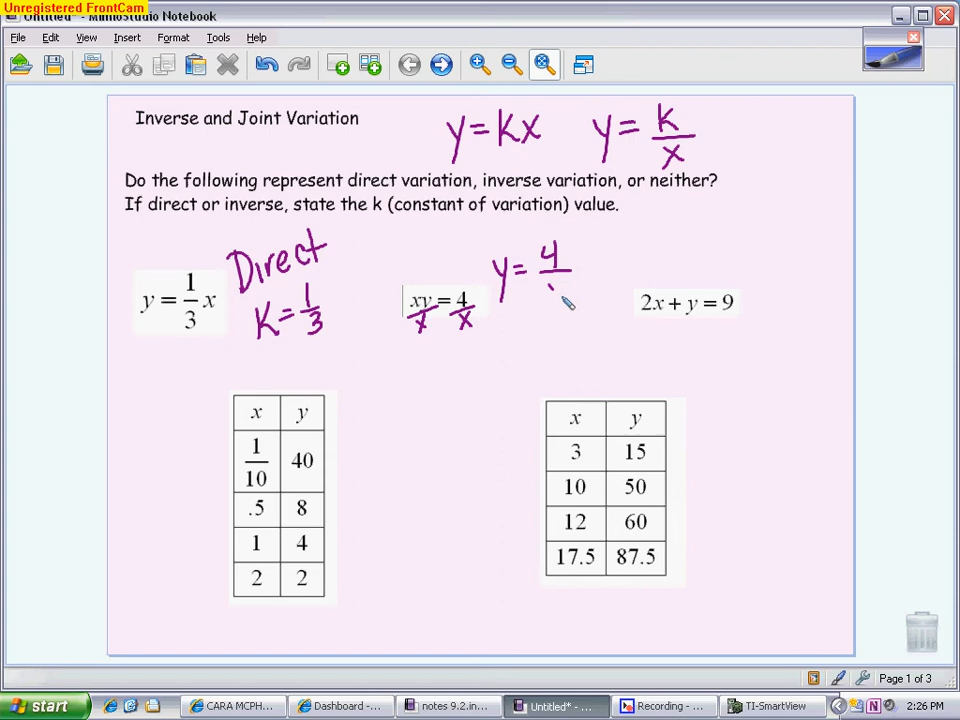 Unregistered FrontCam
Untitled* - MimioStudio Notebook
File Edit View Insert Format Tools Help
Inverse and Joint Variation
y = kx y = k/x
Do the following represent direct variation, inverse variation, or neither?
If direct or inverse, state the k (constant of variation) value.
Direct
K = 1/3
y = 1/3 x
y = 4
xy = 4
x x
2x + y = 9
x y
1/10 40
.5 8
1 4
2 2
x y
3 15
10 50
12 60
17.5 87.5
Page 1 of 3
start
CARA MCPH...
Dashboard -...
notes 9.2.in...
Untitled* - ...
Recording - ...
TI-SmartView
2:26 PM